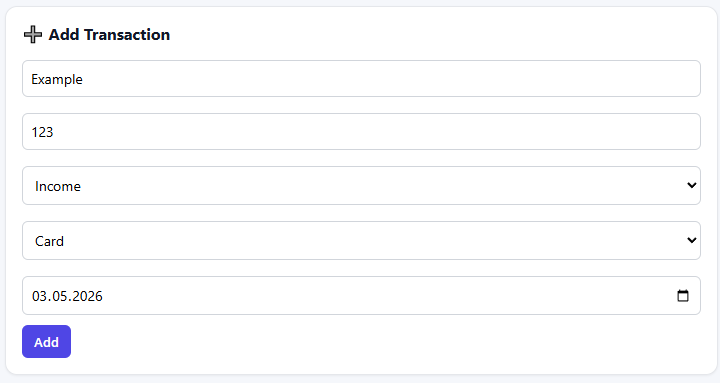 ➕ Add Transaction
Example
123
Income
Card
03.05.2026
Add